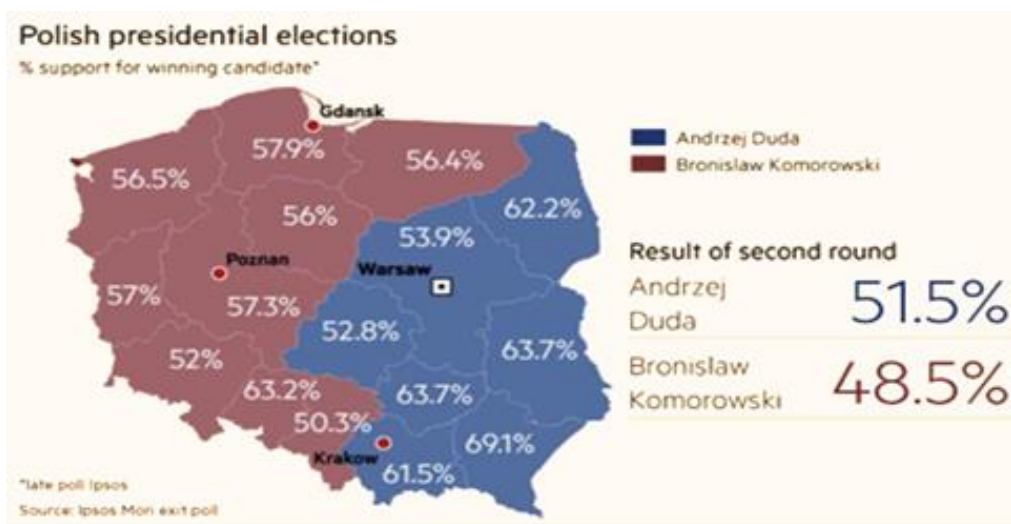 Polish presidential elections
% support for winning candidate*
Gdansk
57.9%
56.4%
56.5%
62.2%
56%
53.9%
Poznan
Warsaw
57%
57.3%
52.8%
52%
63.7%
63.2%
63.7%
50.3%
69.1%
Krakow
61.5%
*late poll Ipsos
Source: Ipsos Mori exit poll
Andrzej Duda
Bronislaw Komorowski
Result of second round
Andrzej
Duda
51.5%
Bronislaw
Komorowski
48.5%